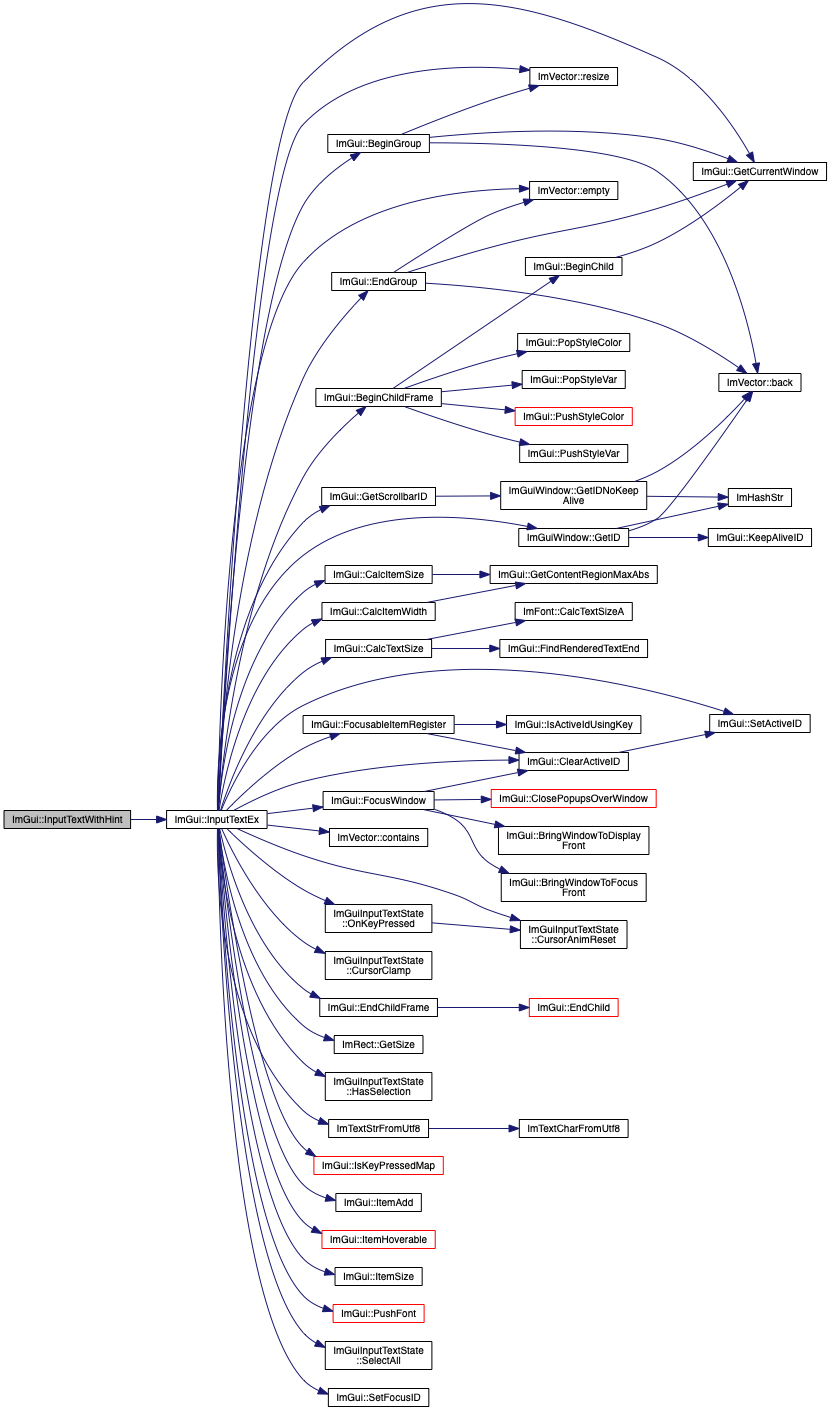 ImVector::resize
ImGui::BeginGroup
ImGui::GetCurrentWindow
ImVector::empty
ImGui::BeginChild
ImGui::EndGroup
ImGui::PopStyleColor
ImGui::PopStyleVar
ImVector::back
ImGui::BeginChildFrame
ImGui::PushStyleColor
ImGui::PushStyleVar
ImGui::GetScrollbarID
ImGuiWindow::GetIDNoKeep
Alive
ImHashStr
ImGuiWindow::GetID
ImGui::KeepAliveID
ImGui::CalcItemSize
ImGui::GetContentRegionMaxAbs
ImGui::CalcItemWidth
ImFont::CalcTextSizeA
ImGui::CalcTextSize
ImGui::FindRenderedTextEnd
ImGui::FocusableItemRegister
ImGui::IsActiveIdUsingKey
ImGui::SetActiveID
ImGui::ClearActiveID
ImGui::FocusWindow
ImGui::ClosePopupsOverWindow
ImGui::InputTextWithHint
ImGui::InputTextEx
ImVector::contains
ImGui::BringWindowToDisplay
Front
ImGui::BringWindowToFocus
Front
ImGuiInputTextState
::OnKeyPressed
ImGuiInputTextState
::CursorAnimReset
ImGuiInputTextState
::CursorClamp
ImGui::EndChildFrame
ImGui::EndChild
ImRect::GetSize
ImGuiInputTextState
::HasSelection
ImTextStrFromUtf8
ImTextCharFromUtf8
ImGui::IsKeyPressedMap
ImGui::ItemAdd
ImGui::ItemHoverable
ImGui::ItemSize
ImGui::PushFont
ImGuiInputTextState
::SelectAll
ImGui::SetFocusID